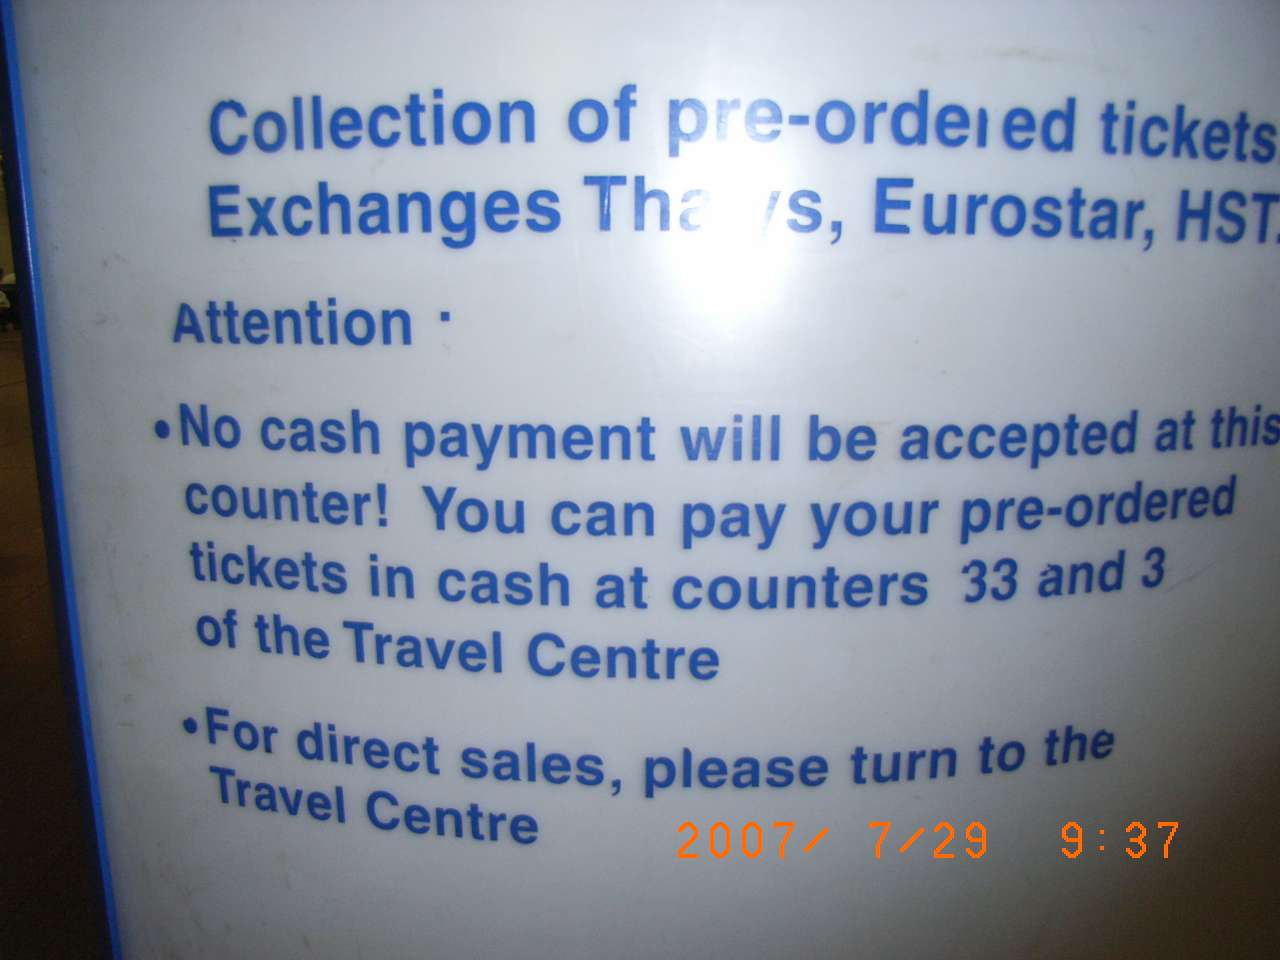 Collection of pre-ordered tickets
Exchanges Thalys, Eurostar, HST.
Attention :
•No cash payment will be accepted at this
counter! You can pay your pre-ordered
tickets in cash at counters 33 and 3
of the Travel Centre
•For direct sales, please turn to the
Travel Centre
2007/ 7/29 9:37